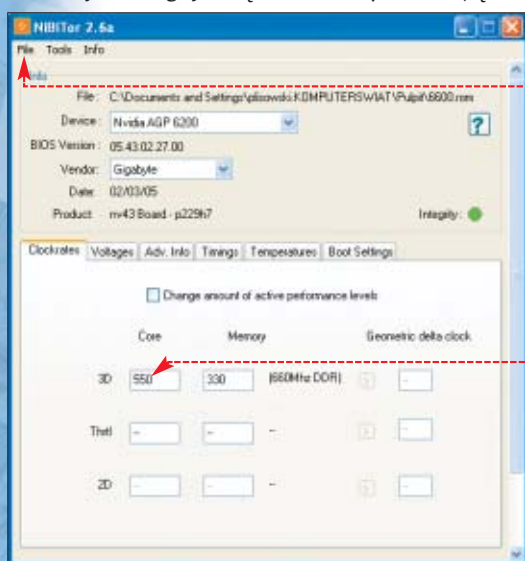 NiBiTor 2.6a
File Tools Info
Info
File: C:\Documents and Settings\plisowski.KOMPUTERSWIAT\Pulpit\6600.rom
Device: Nvidia AGP 6200
?
BIOS Version: 05.43.02.27.00
Vendor: Gigabyte
Date: 02/03/05
Product: nv43 Board - p229h7 Integrity:
Clockrates Voltages Adv. Info Timings Temperatures Boot Settings
Change amount of active performance levels
Core Memory Geometric delta clock
3D 550 330 (660Mhz DDR) -
Thrtl - - - -
2D - - - -